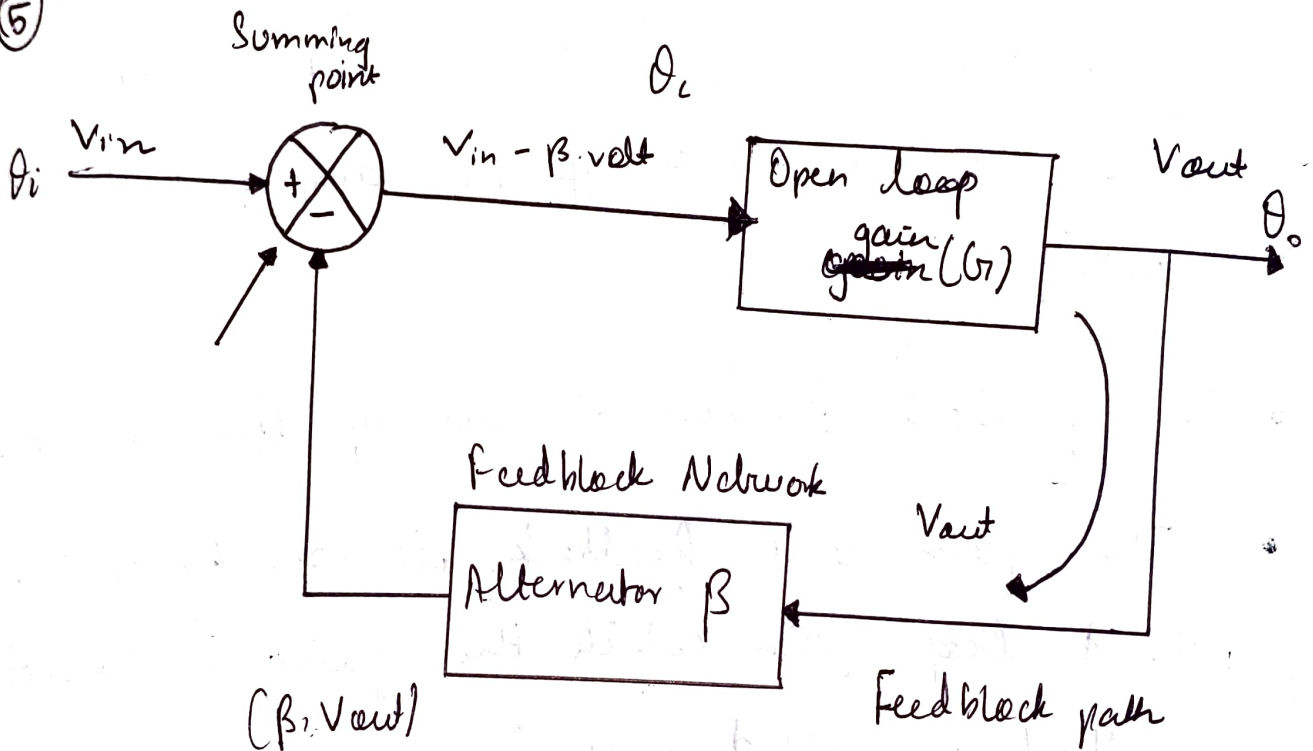 5
Summing
point
θc
θi
Vin
+
−
Vin - β.volt
Open loop
gain
(G)
Vout
θo
Feedblock Network
Alternator β
Vout
(β, Vout)
Feedblock path